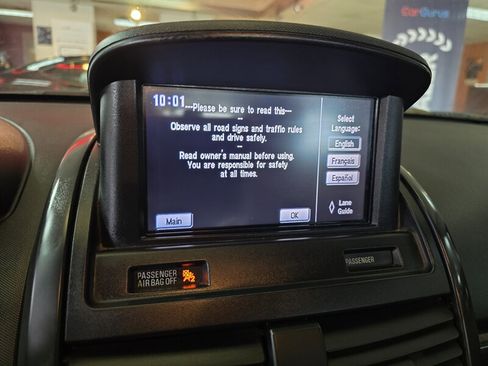 CarGurus
10:01
---Please be sure to read this---
--
Observe all road signs and traffic rules
and drive safely.
--
Read owner's manual before using.
You are responsible for safety
at all times.
Select
Language:
English
Français
Español
Lane
Guide
Main
OK
PASSENGER
AIR BAG OFF
2
PASSENGER